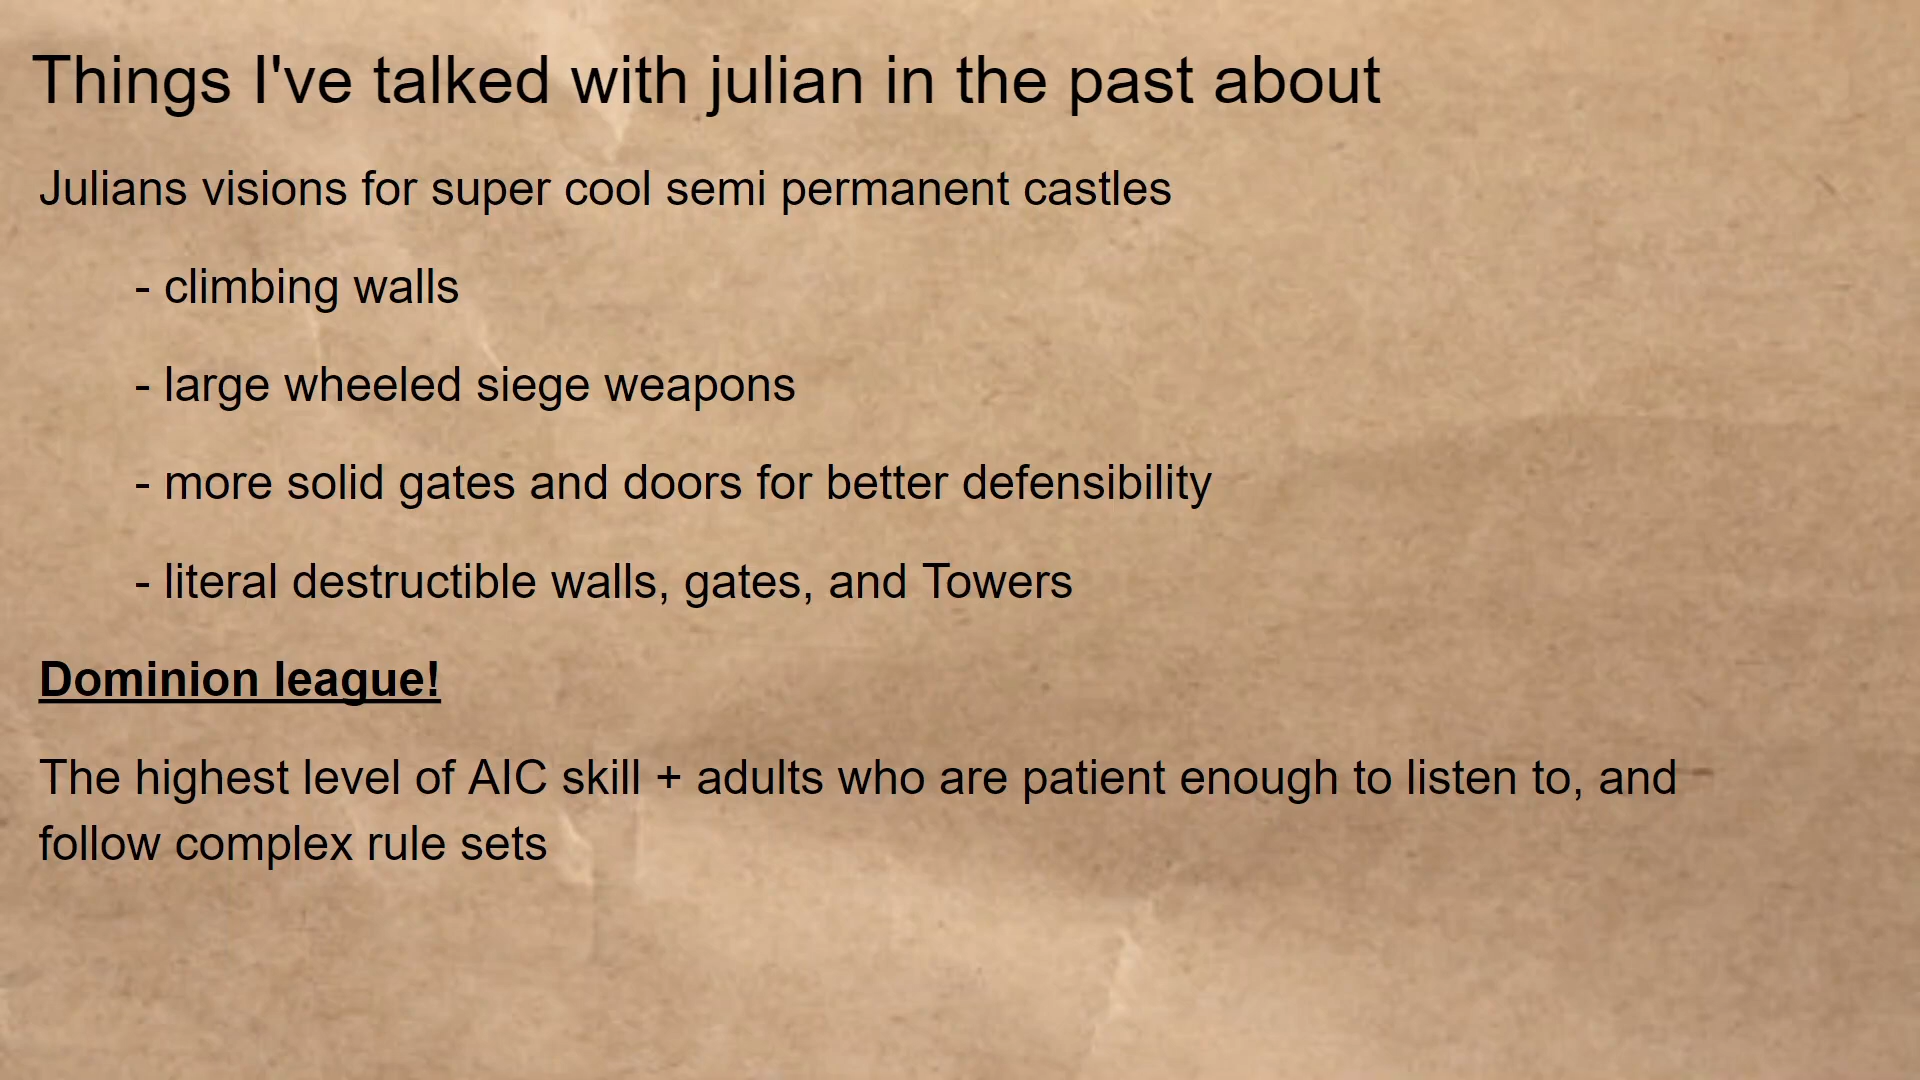 Things I've talked with julian in the past about
Julians visions for super cool semi permanent castles
- climbing walls
- large wheeled siege weapons
- more solid gates and doors for better defensibility
- literal destructible walls, gates, and Towers
Dominion league!
The highest level of AIC skill + adults who are patient enough to listen to, and
follow complex rule sets